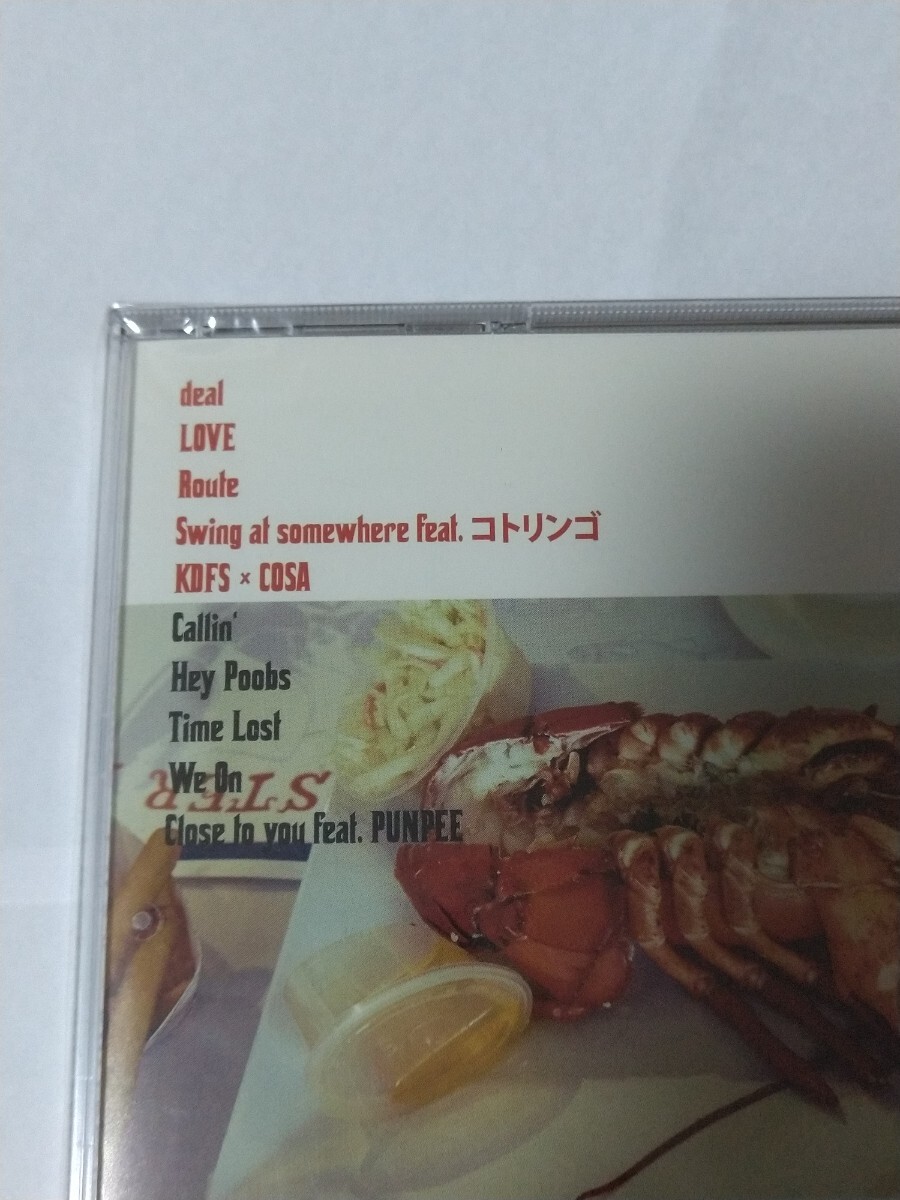 deal
LOVE
Route
Swing at somewhere feat. コトリンゴ
KDFS × COSA
Callin'
Hey Poobs
Time Lost
We On
STER
Close to you feat. PUNPEE